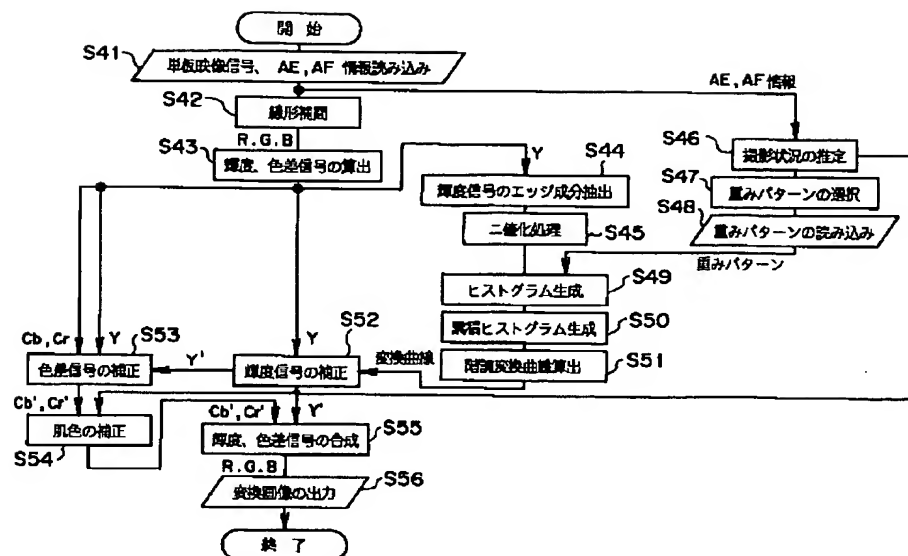 開始
S41
単板映像信号、AE,AF 情報読み込み
AE,AF情報
S42
線形補間
R.G.B
S43
輝度、色差信号の算出
Y
S44
輝度信号のエッジ成分抽出
S45
二値化処理
S46
撮影状況の推定
S47
重みパターンの選択
S48
重みパターンの読み込み
重みパターン
S49
ヒストグラム生成
S50
累積ヒストグラム生成
S51
階調変換曲線算出
変換曲線
Y
S52
輝度信号の補正
Y'
Cb,Cr
Y
S53
色差信号の補正
Cb',Cr'
肌色の補正
S54
Cb',Cr'
Y'
S55
輝度、色差信号の合成
R.G.B
S56
変換画像の出力
終了